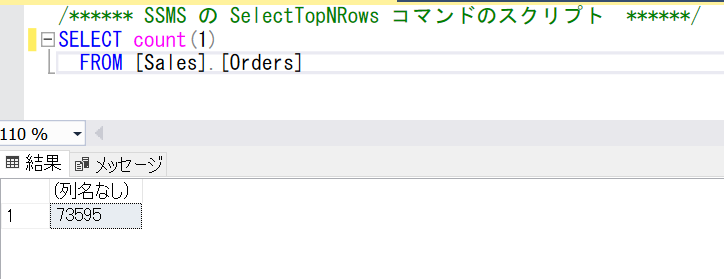 /****** SSMS の SelectTopNRows コマンドのスクリプト  ******/
SELECT count(1)
  FROM [Sales].[Orders]
110 %
結果 メッセージ
(列名なし)
1 73595